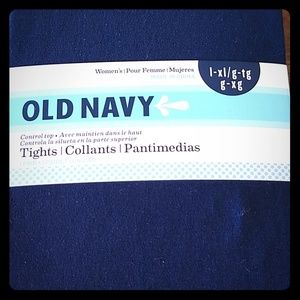 Women's | Pour Femme | Mujeres
l-xl/g-tg
g-xg
OLD NAVY
Control top • Avec maintien dans le haut
Controla la silueta en la parte superior
Tights | Collants | Pantimedias